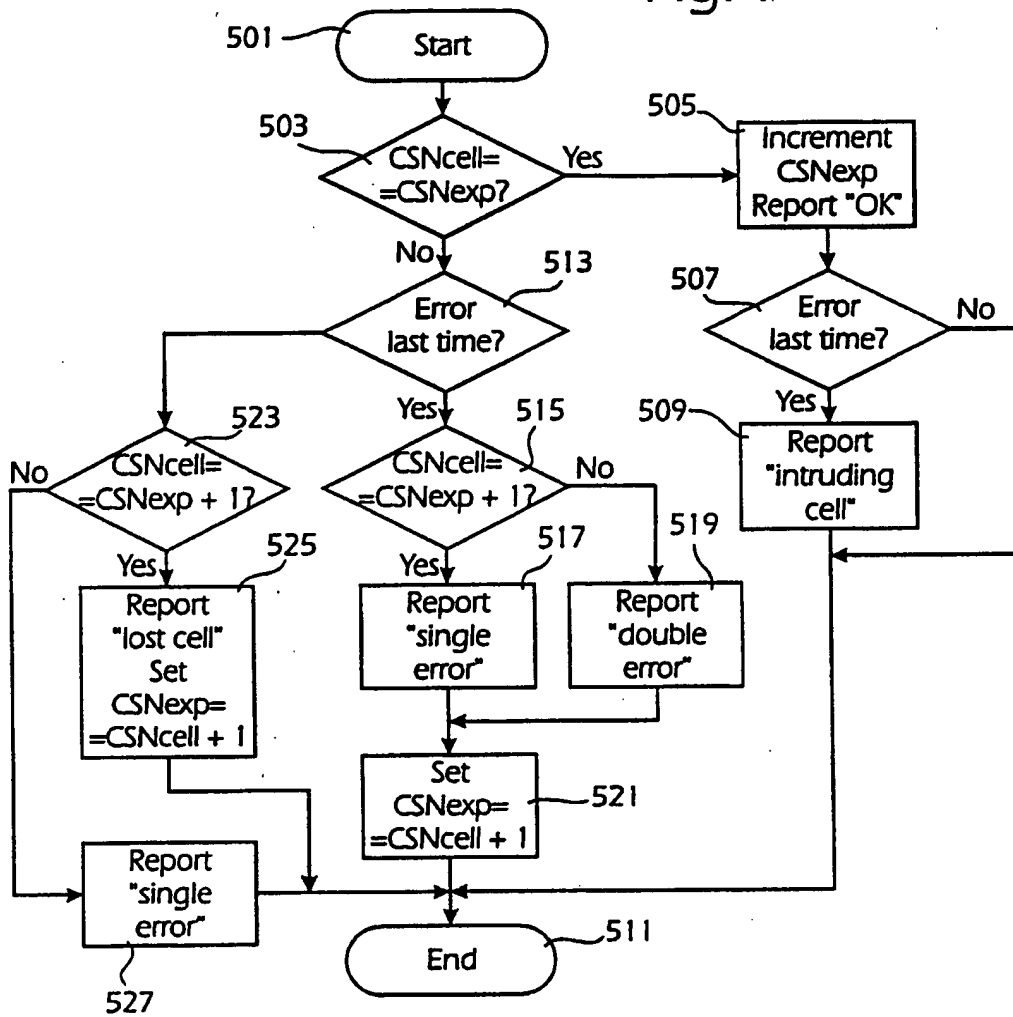 501
Start
503
CSNcell=
=CSNexp?
Yes
505
Increment
CSNexp
Report "OK"
No
513
Error
last time?
507
Error
last time?
No
Yes
509
Report
"intruding
cell"
Yes
523
CSNcell=
=CSNexp + 1?
No
515
CSNcell=
=CSNexp + 1?
No
Yes
525
Report
"lost cell"
Set
CSNexp=
=CSNcell + 1
Yes
517
Report
"single
error"
519
Report
"double
error"
Set
CSNexp=
=CSNcell + 1
521
Report
"single
error"
527
End
511